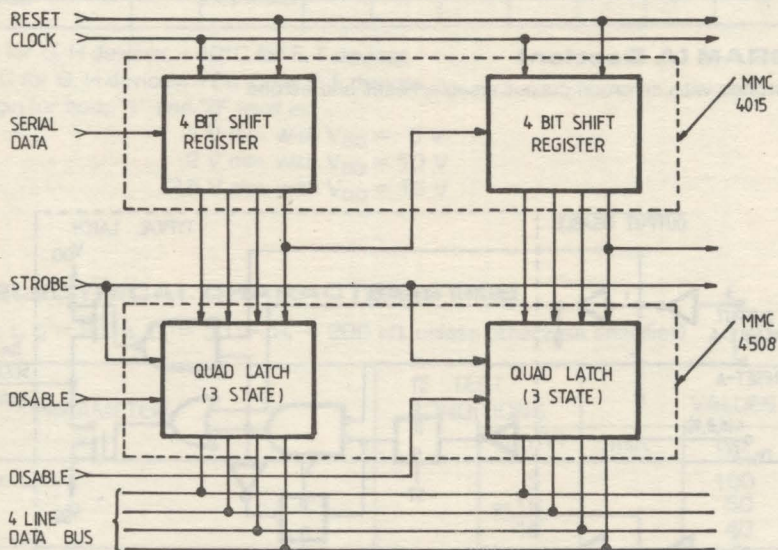 RESET
CLOCK
SERIAL
DATA
4 BIT SHIFT
REGISTER
4 BIT SHIFT
REGISTER
MMC
4015
STROBE
QUAD LATCH
(3 STATE)
QUAD LATCH
(3 STATE)
MMC
4508
DISABLE
DISABLE
4 LINE
DATA BUS